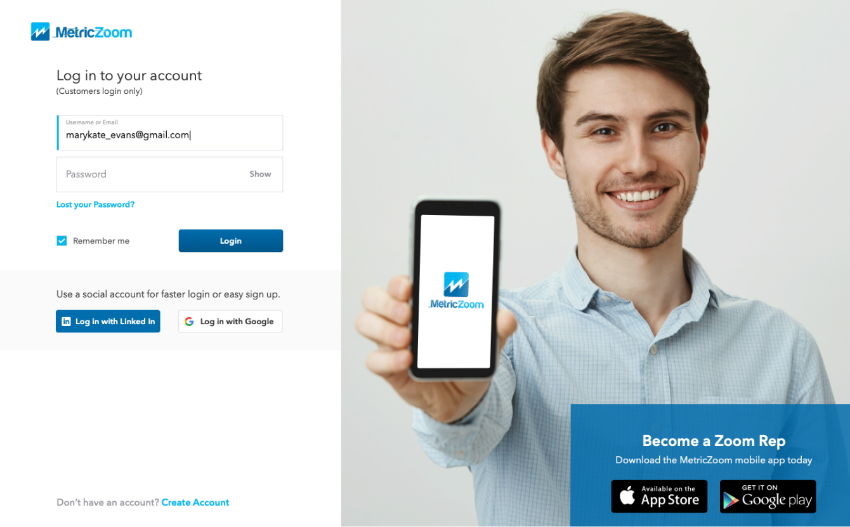 MetricZoom
Log in to your account
(Customers login only)
Username or Email
marykate_evans@gmail.com
Password
Show
Lost your Password?
Remember me
Login
Use a social account for faster login or easy sign up.
in Log in with Linked In
G Log in with Google
Don't have an account? Create Account
MetricZoom
Become a Zoom Rep
Download the MetricZoom mobile app today
Available on the
App Store
GET IT ON
Google play